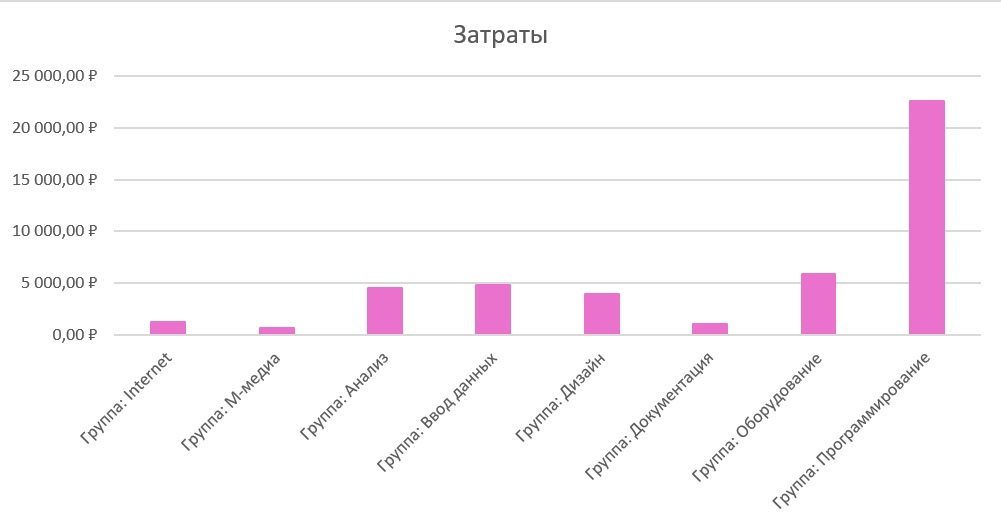 Затраты
25 000,00 ₽
20 000,00 ₽
15 000,00 ₽
10 000,00 ₽
5 000,00 ₽
0,00 ₽
Группа: Internet
Группа: М-медиа
Группа: Анализ
Группа: Ввод данных
Группа: Дизайн
Группа: Документация
Группа: Оборудование
Группа: Программирование